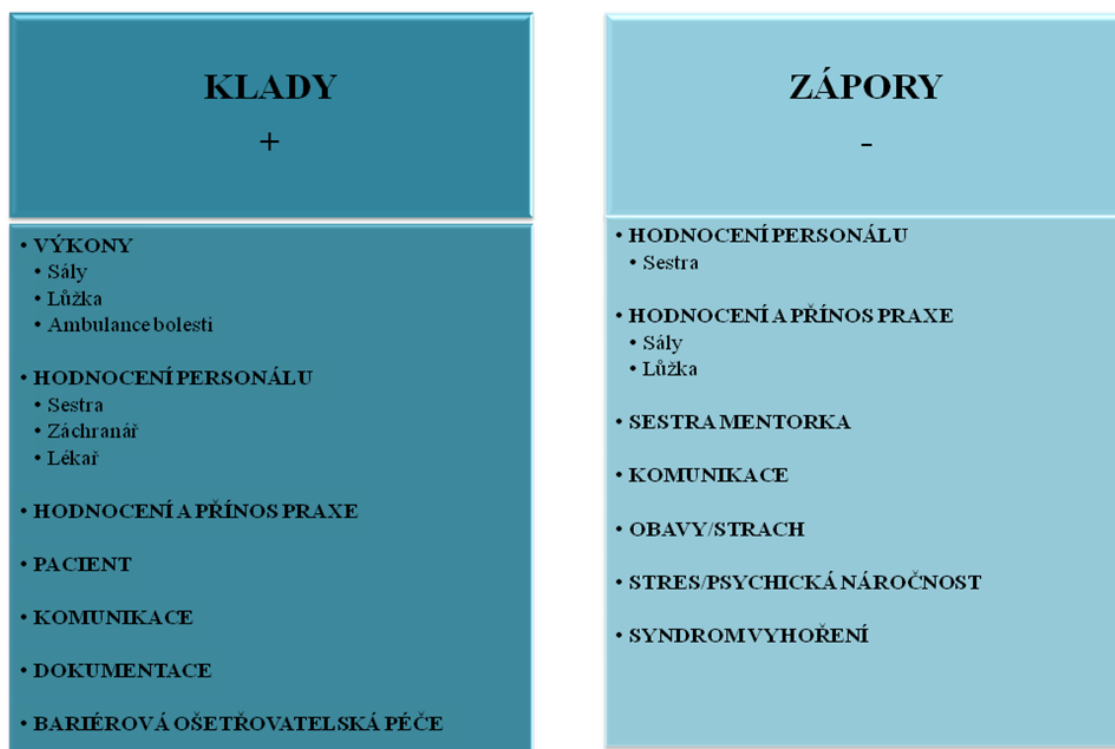 KLADY
+
• VÝKONY
• Sály
• Lůžka
• Ambulance bolesti
• HODNOCENÍ PERSONÁLU
• Sestra
• Záchranář
• Lékař
• HODNOCENÍ A PŘÍNOS PRAXE
• PACIENT
• KOMUNIKACE
• DOKUMENTACE
• BARIÉROVÁ OŠETŘOVATELSKÁ PÉČE
ZÁPORY
-
• HODNOCENÍ PERSONÁLU
• Sestra
• HODNOCENÍ A PŘÍNOS PRAXE
• Sály
• Lůžka
• SESTRA MENTORKA
• KOMUNIKACE
• OBAVY/STRACH
• STRES/PSYCHICKÁ NÁROČNOST
• SYNDROM VYHOŘENÍ